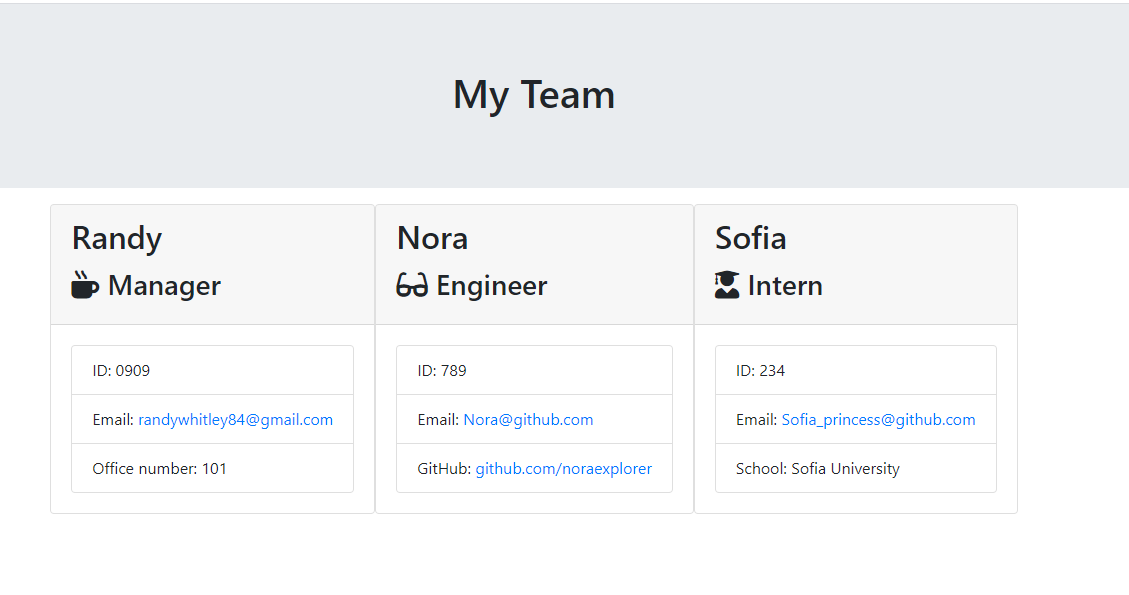 My Team
Randy
Manager
ID: 0909
Email: randywhitley84@gmail.com
Office number: 101
Nora
Engineer
ID: 789
Email: Nora@github.com
GitHub: github.com/noraexplorer
Sofia
Intern
ID: 234
Email: Sofia_princess@github.com
School: Sofia University